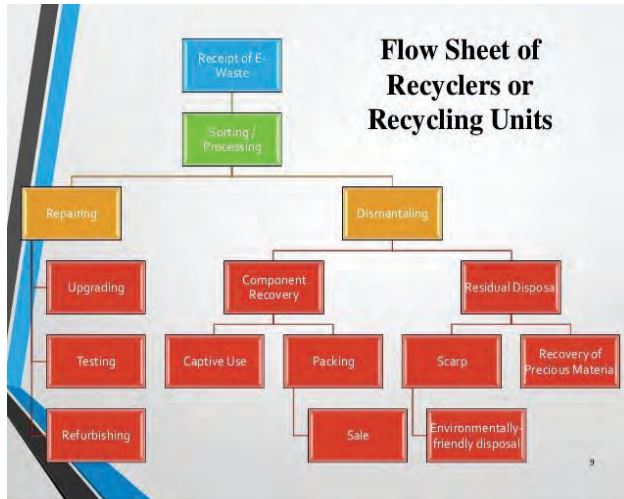 Flow Sheet of
Recyclers or
Recycling Units
Receipt of E-
Waste
Sorting /
Processing
Repairing
Dismantaling
Upgrading
Testing
Refurbishing
Component
Recovery
Residual Disposa
Captive Use
Packing
Scarp
Recovery of
Precious Materia
Sale
Environmentally-
friendly disposal
9